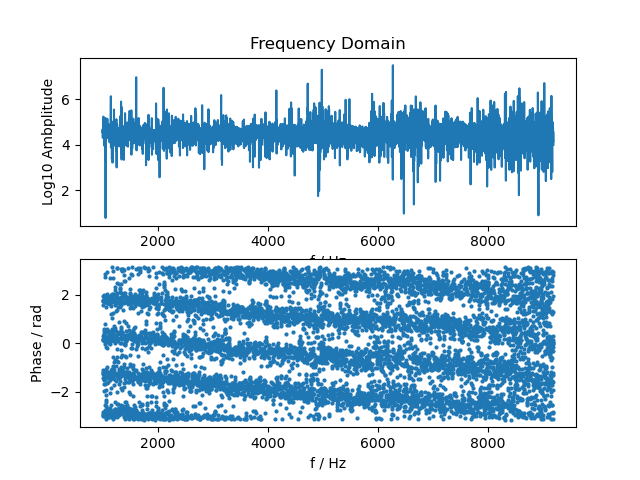 Frequency Domain
Log10 Ambplitude
6
4
2
2000 4000 6000 8000
f / Hz
Phase / rad
2
0
−2
2000 4000 6000 8000
f / Hz